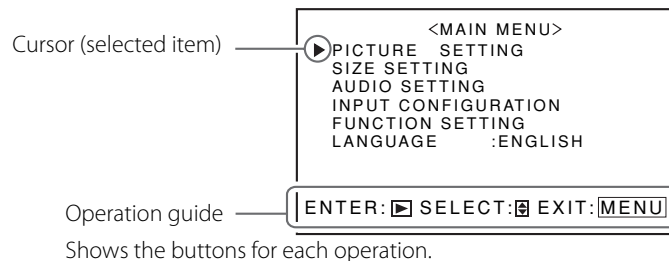 <MAIN MENU>
Cursor (selected item)
▶PICTURE SETTING
SIZE SETTING
AUDIO SETTING
INPUT CONFIGURATION
FUNCTION SETTING
LANGUAGE :ENGLISH
Operation guide
ENTER:▶ SELECT:⬍ EXIT:MENU
Shows the buttons for each operation.